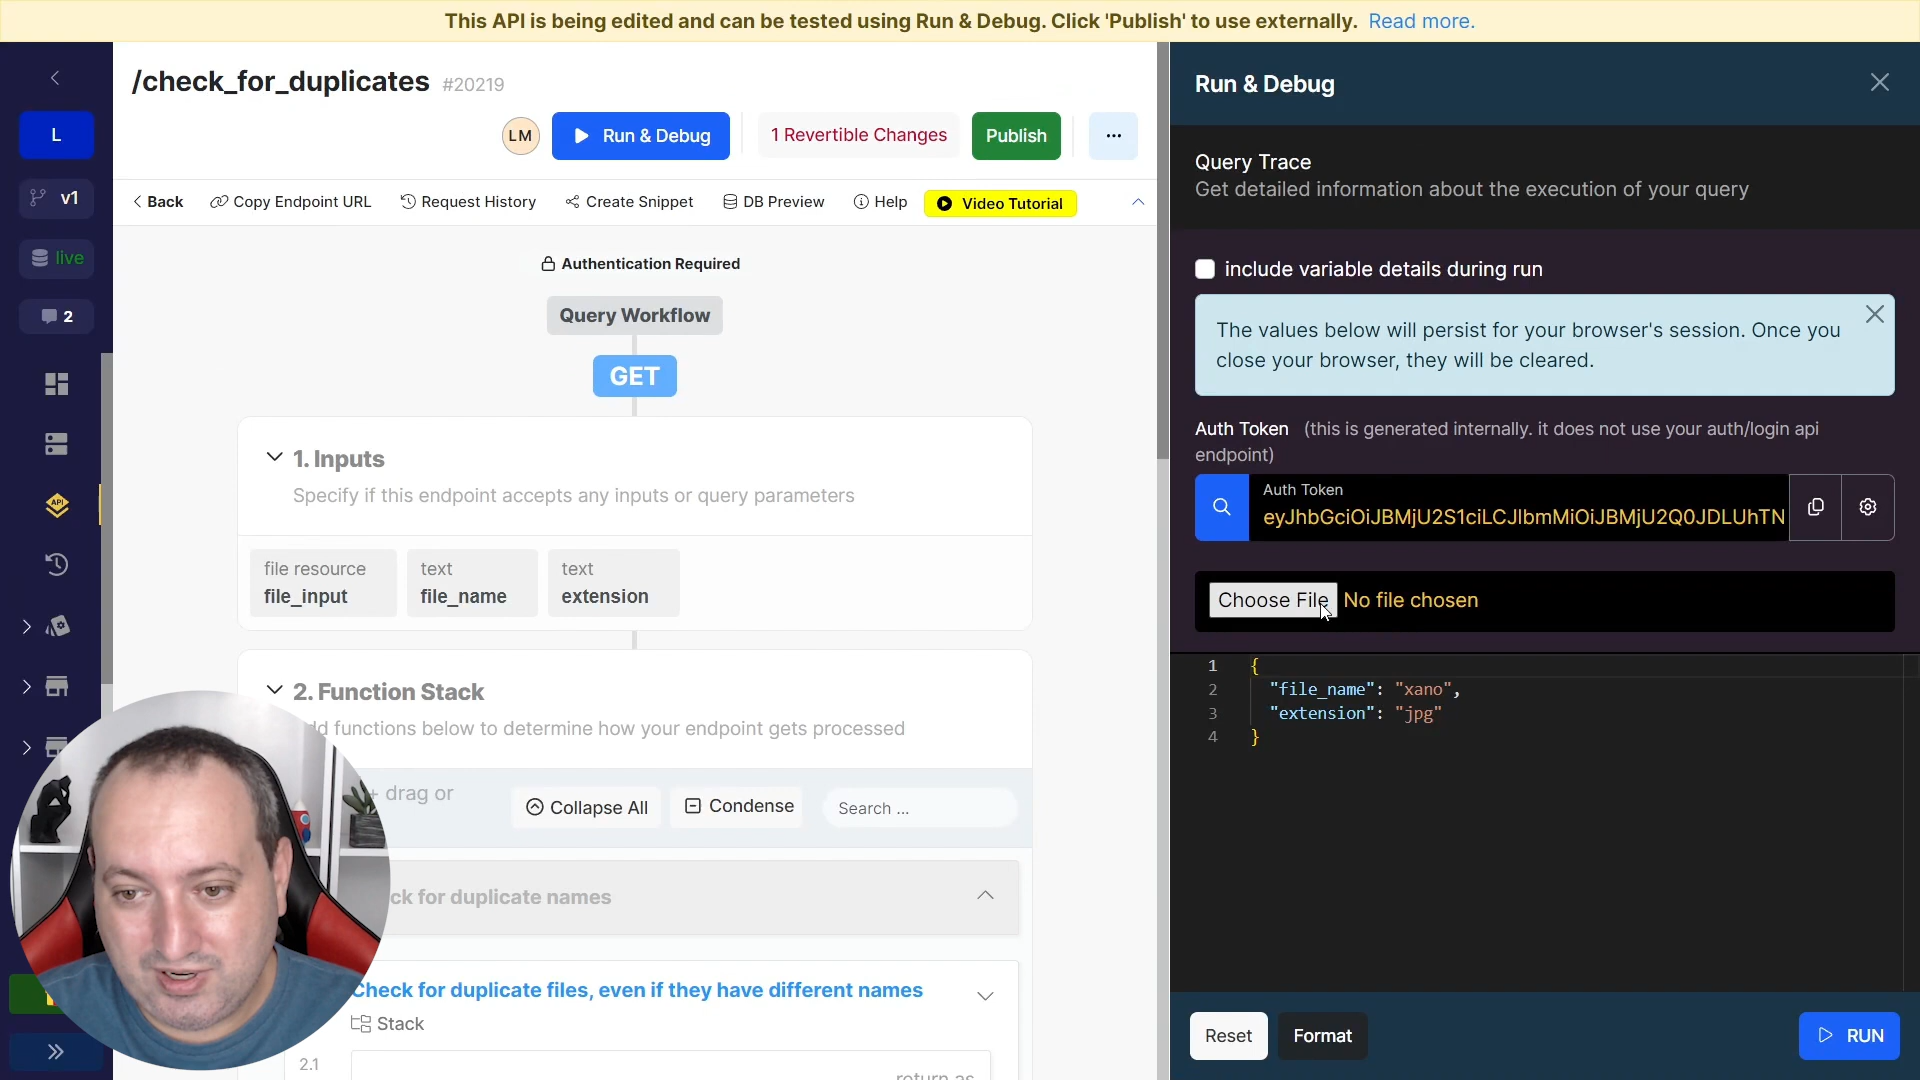 This API is being edited and can be tested using Run & Debug. Click 'Publish' to use externally. Read more.
L
v1
live
2
/check_for_duplicates #20219
LM
Run & Debug
1 Revertible Changes
Publish
Back
Copy Endpoint URL
Request History
Create Snippet
DB Preview
Help
Video Tutorial
Authentication Required
Query Workflow
GET
1. Inputs
Specify if this endpoint accepts any inputs or query parameters
file resource
file_input
text
file_name
text
extension
2. Function Stack
functions below to determine how your endpoint gets processed
drag or
Collapse All
Condense
Search ...
for duplicate names
Check for duplicate files, even if they have different names
Stack
2.1
return as
Run & Debug
Query Trace
Get detailed information about the execution of your query
include variable details during run
The values below will persist for your browser's session. Once you
close your browser, they will be cleared.
Auth Token (this is generated internally. it does not use your auth/login api
endpoint)
Auth Token
eyJhbGciOiJBMjU2S1ciLCJlbmMiOiJBMjU2Q0JDLUhTN
Choose File No file chosen
1 {
2 "file_name": "xano",
3 "extension": "jpg"
4 }
Reset
Format
RUN